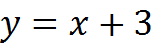 y = x + 3